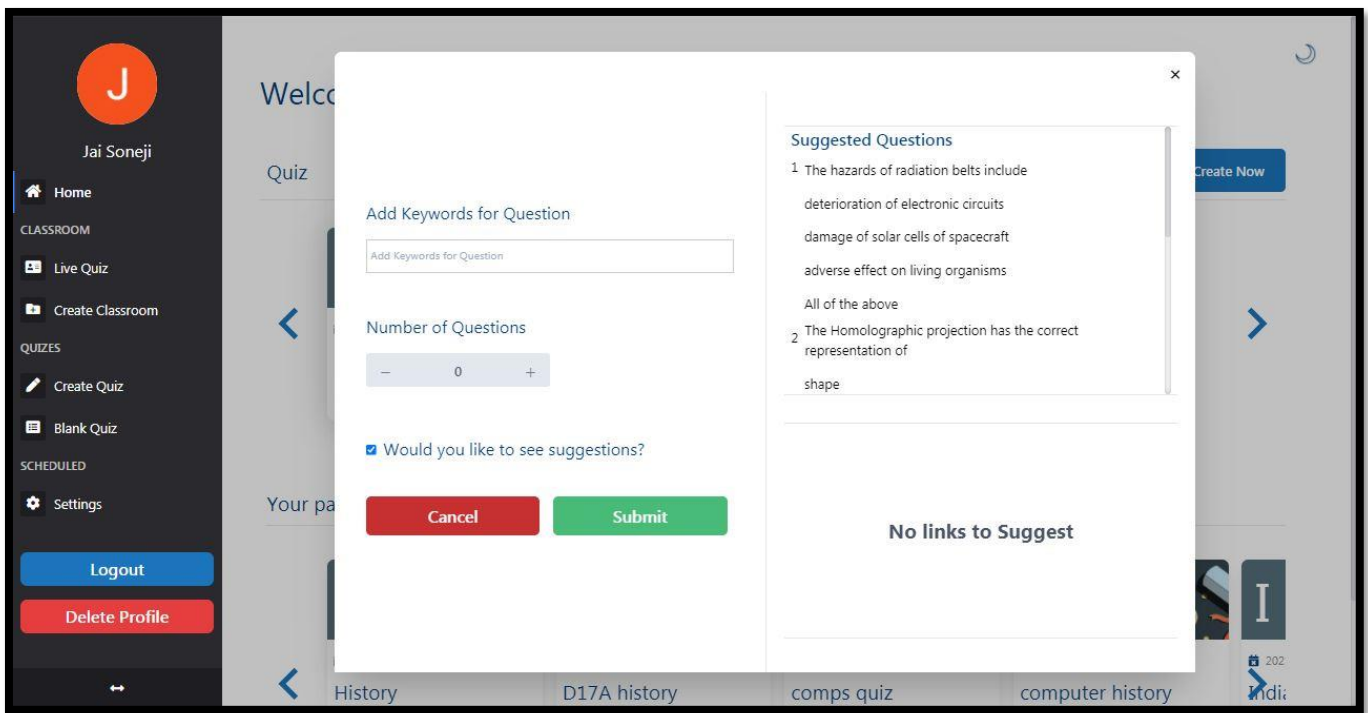 J
Jai Soneji
Home
CLASSROOM
Live Quiz
Create Classroom
QUIZES
Create Quiz
Blank Quiz
SCHEDULED
Settings
Logout
Delete Profile
Welco
Quiz
Create Now
Add Keywords for Question
Add Keywords for Question
Number of Questions
− 0 +
Would you like to see suggestions?
Cancel Submit
×
Suggested Questions
1 The hazards of radiation belts include
deterioration of electronic circuits
damage of solar cells of spacecraft
adverse effect on living organisms
All of the above
2 The Homolographic projection has the correct
representation of
shape
No links to Suggest
Your pa
I
202
History
D17A history
comps quiz
computer history
India